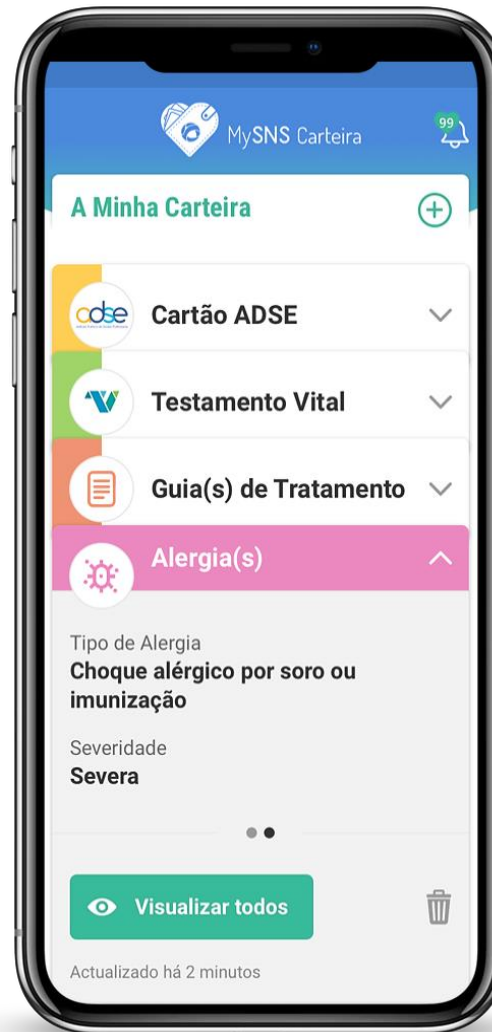 MySNS Carteira
99
A Minha Carteira
adse
Cartão ADSE
Testamento Vital
Guia(s) de Tratamento
Alergia(s)
Tipo de Alergia
Choque alérgico por soro ou
imunização
Severidade
Severa
Visualizar todos
Actualizado há 2 minutos